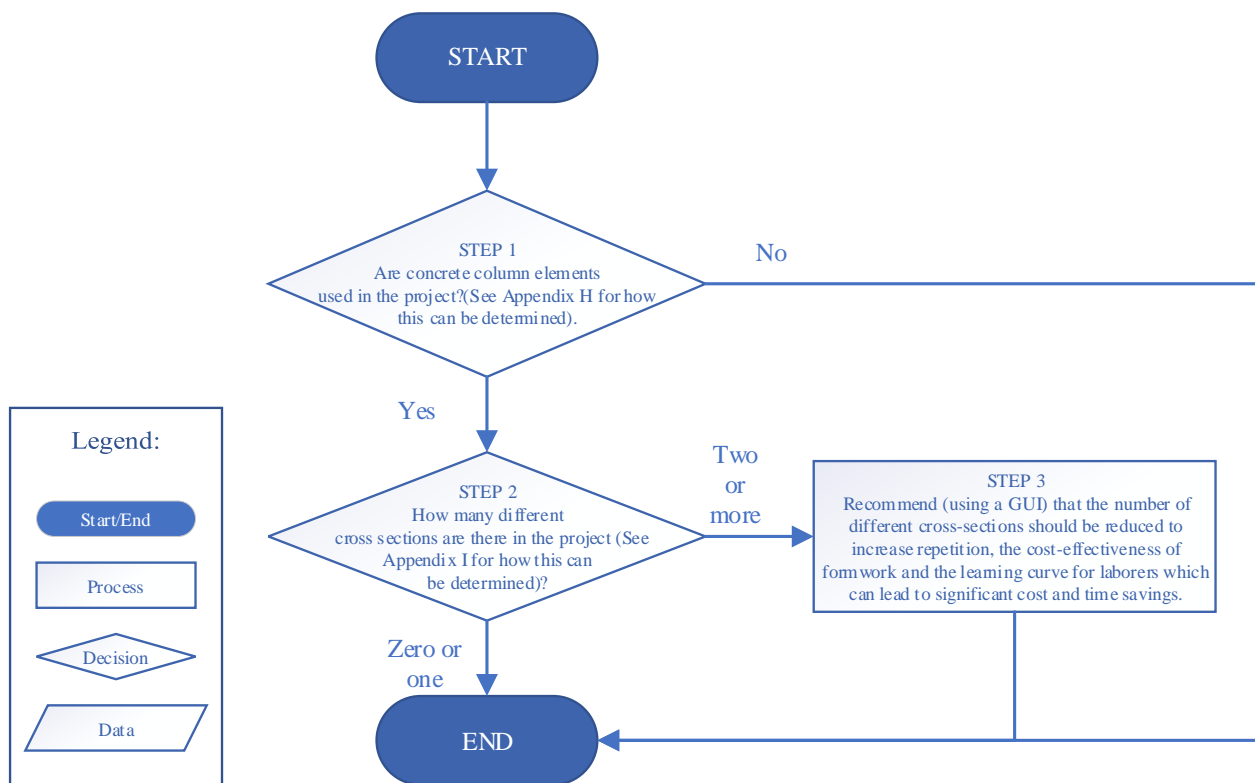 START
STEP 1
Are concrete column elements
used in the project?(See Appendix H for how
this can be determined).
No
Yes
STEP 2
How many different
cross sections are there in the project (See
Appendix I for how this can
be determined)?
Two
or
more
STEP 3
Recommend (using a GUI) that the number of
different cross-sections should be reduced to
increase repetition, the cost-effectiveness of
formwork and the learning curve for laborers which
can lead to significant cost and time savings.
Zero or
one
END
Legend:
Start/End
Process
Decision
Data